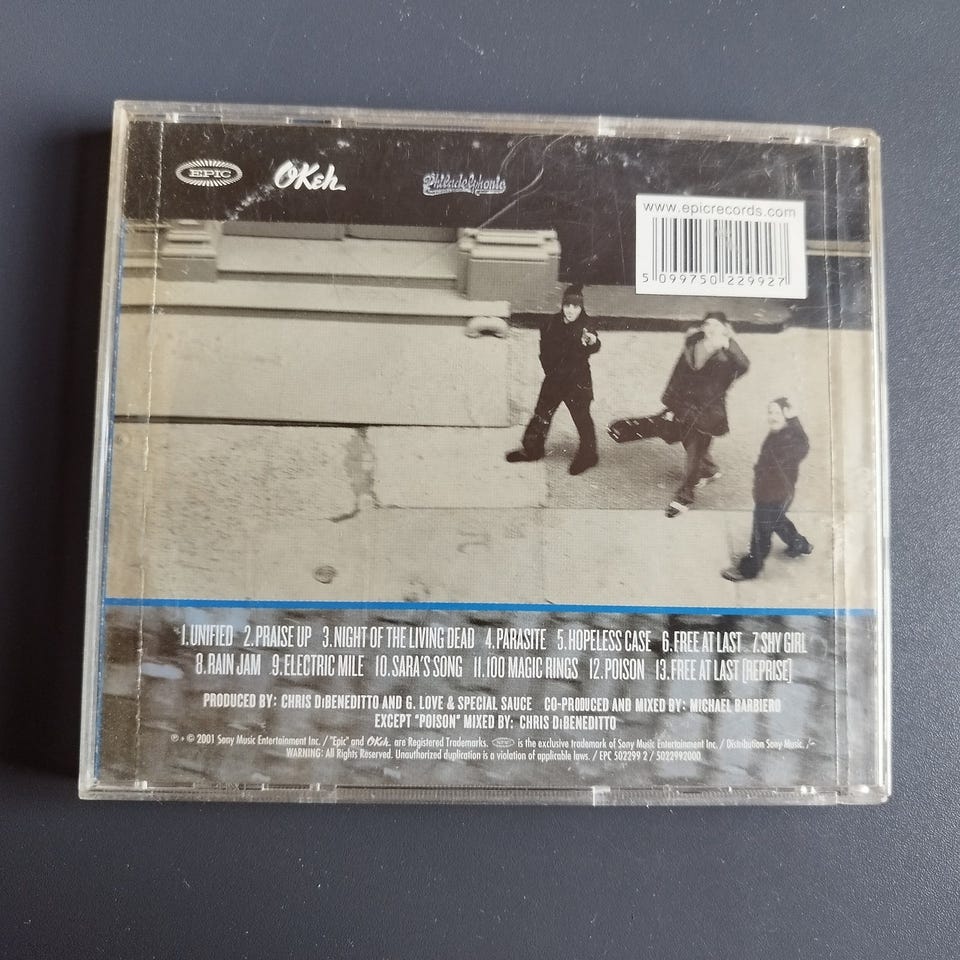 EPIC OKeh Philadelphonic
www.epicrecords.com
5 099750 229927
1.UNIFIED 2.PRAISE UP 3.NIGHT OF THE LIVING DEAD 4.PARASITE 5.HOPELESS CASE 6.FREE AT LAST 7.SHY GIRL
8.RAIN JAM .9.ELECTRIC MILE 10.SARA'S SONG 11.100 MAGIC RINGS 12.POISON 13.FREE AT LAST [REPRISE]
PRODUCED BY: CHRIS DiBENEDITTO AND G. LOVE & SPECIAL SAUCE CO-PRODUCED AND MIXED BY: MICHAEL BARBIERO
EXCEPT "POISON" MIXED BY: CHRIS DiBENEDITTO
℗ + © 2001 Sony Music Entertainment Inc. / "Epic" and OKeh. are Registered Trademarks. EPIC is the exclusive trademark of Sony Music Entertainment Inc. / Distribution Sony Music. /
WARNING: All Rights Reserved. Unauthorized duplication is a violation of applicable laws. / EPC 502299 2 / 5022992000